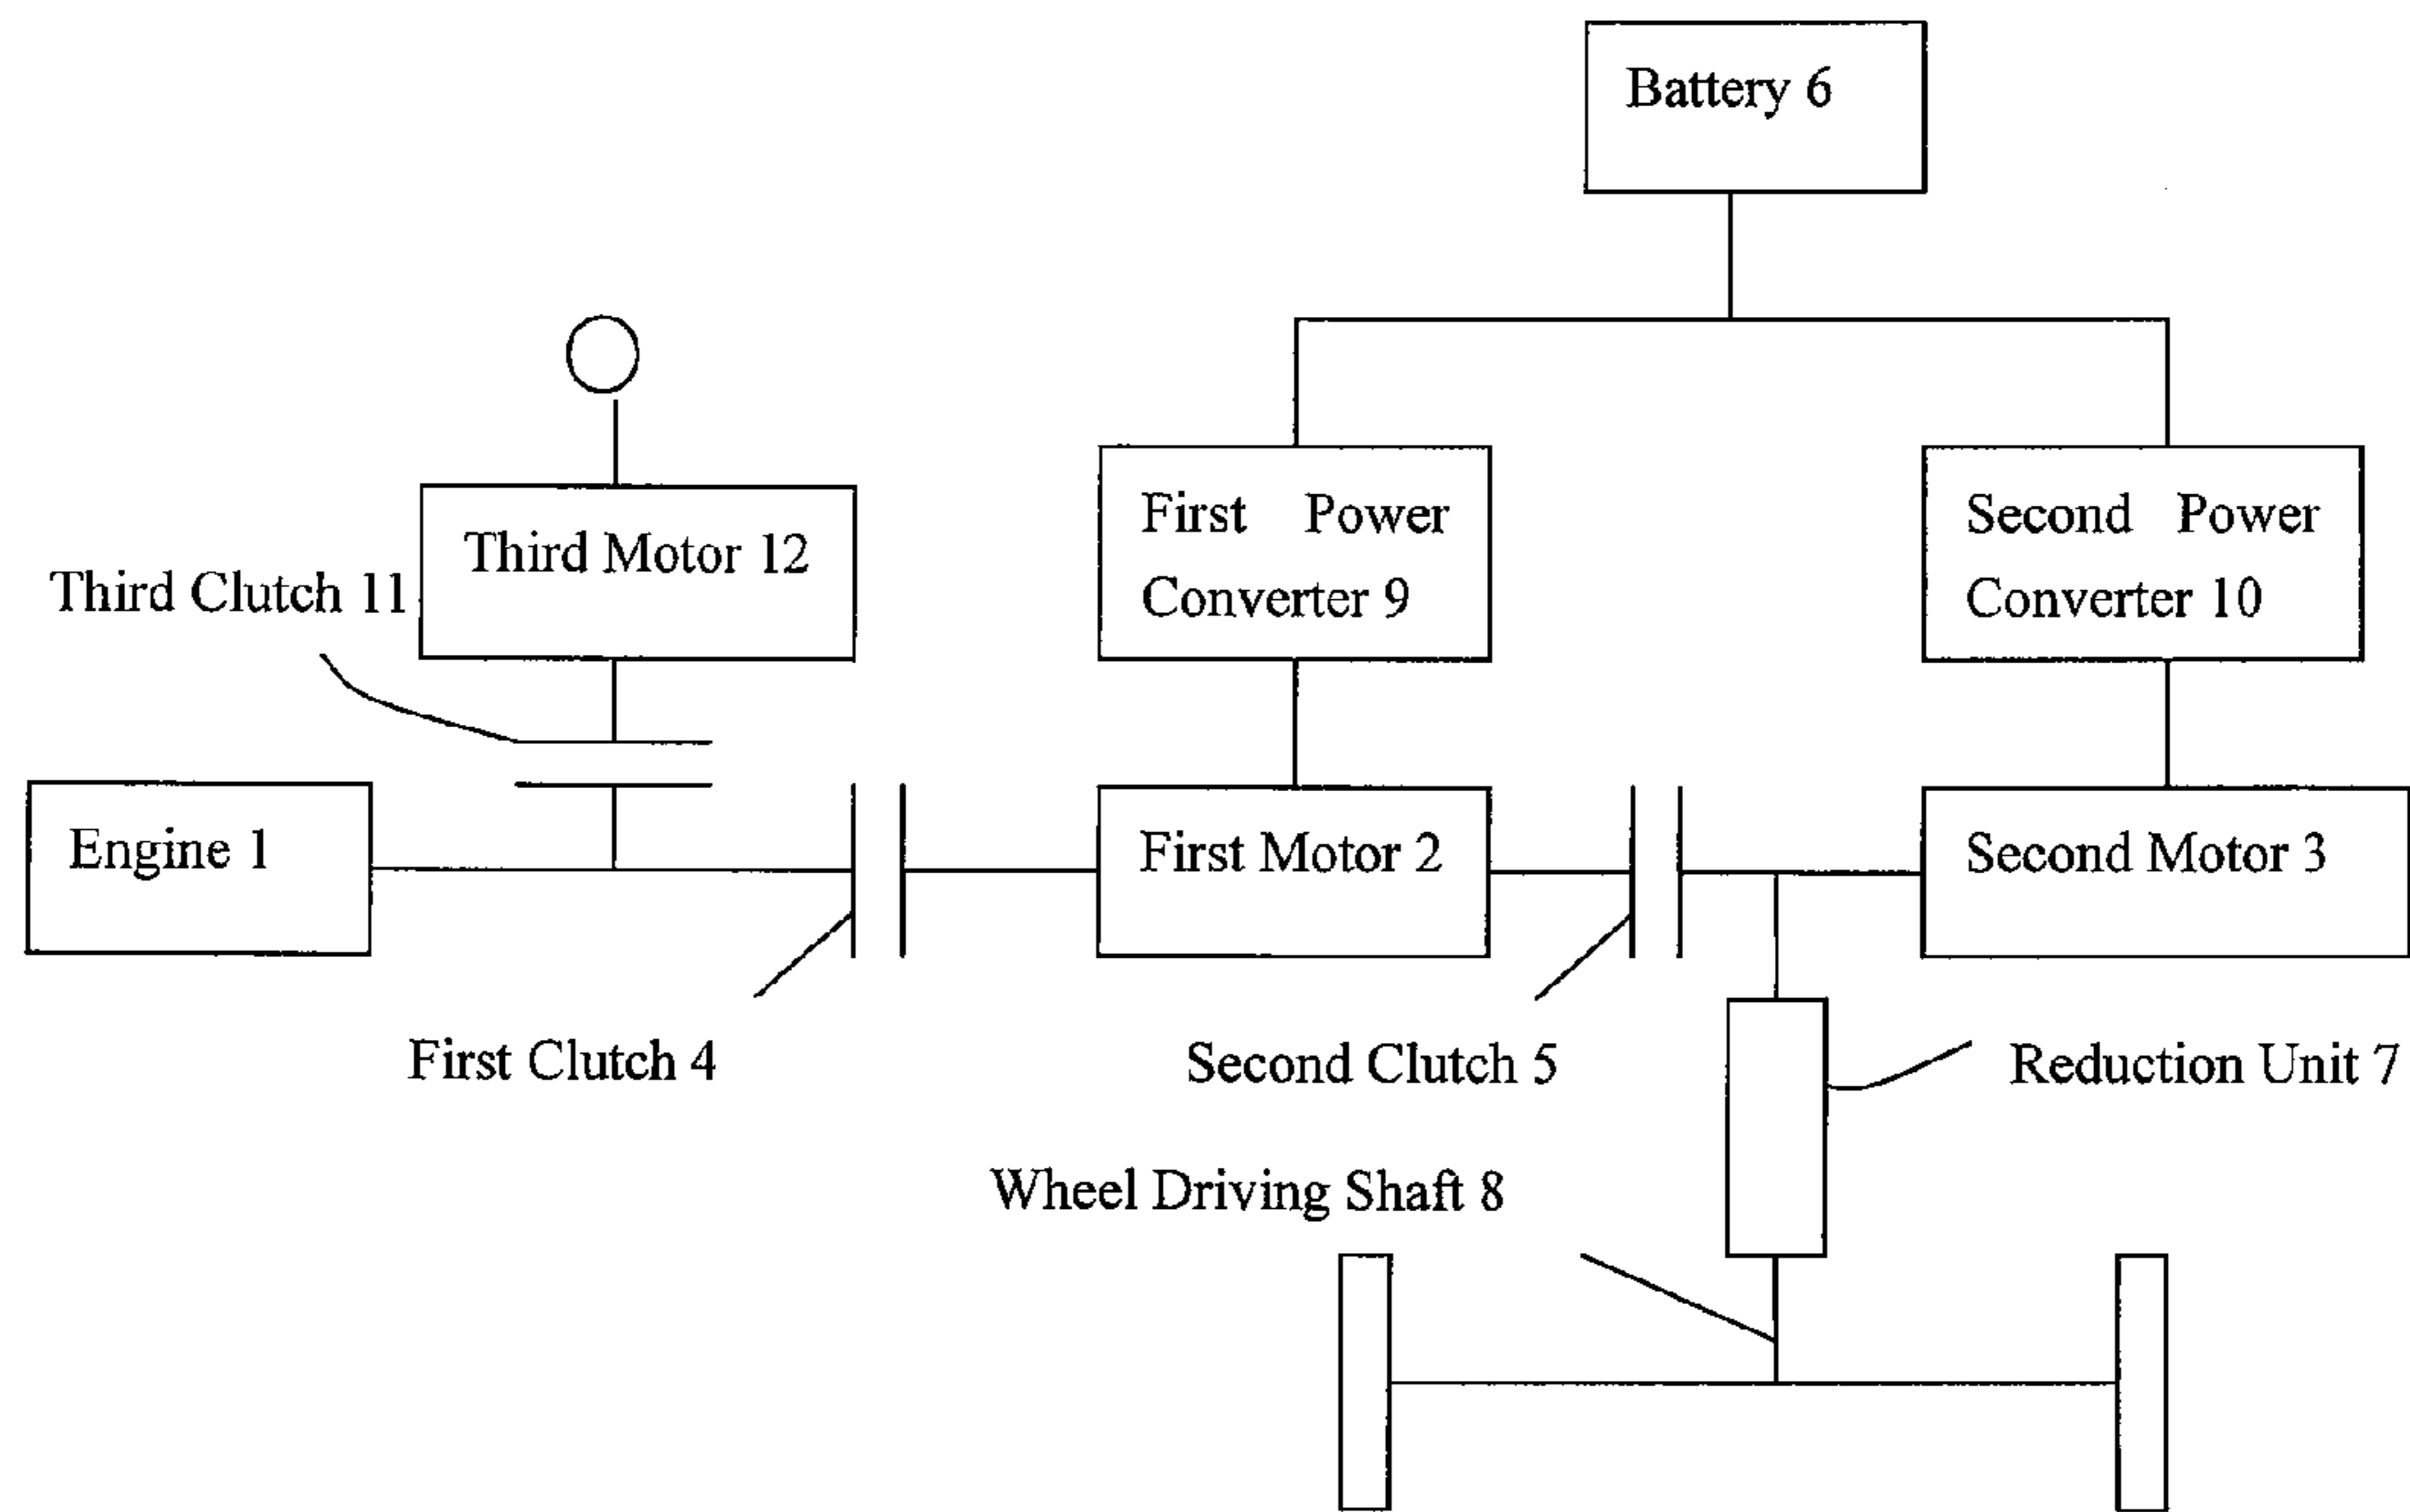 Battery 6
Third Motor 12
First Power
Converter 9
Second Power
Converter 10
Third Clutch 11
Engine 1
First Motor 2
Second Motor 3
First Clutch 4
Second Clutch 5
Reduction Unit 7
Wheel Driving Shaft 8